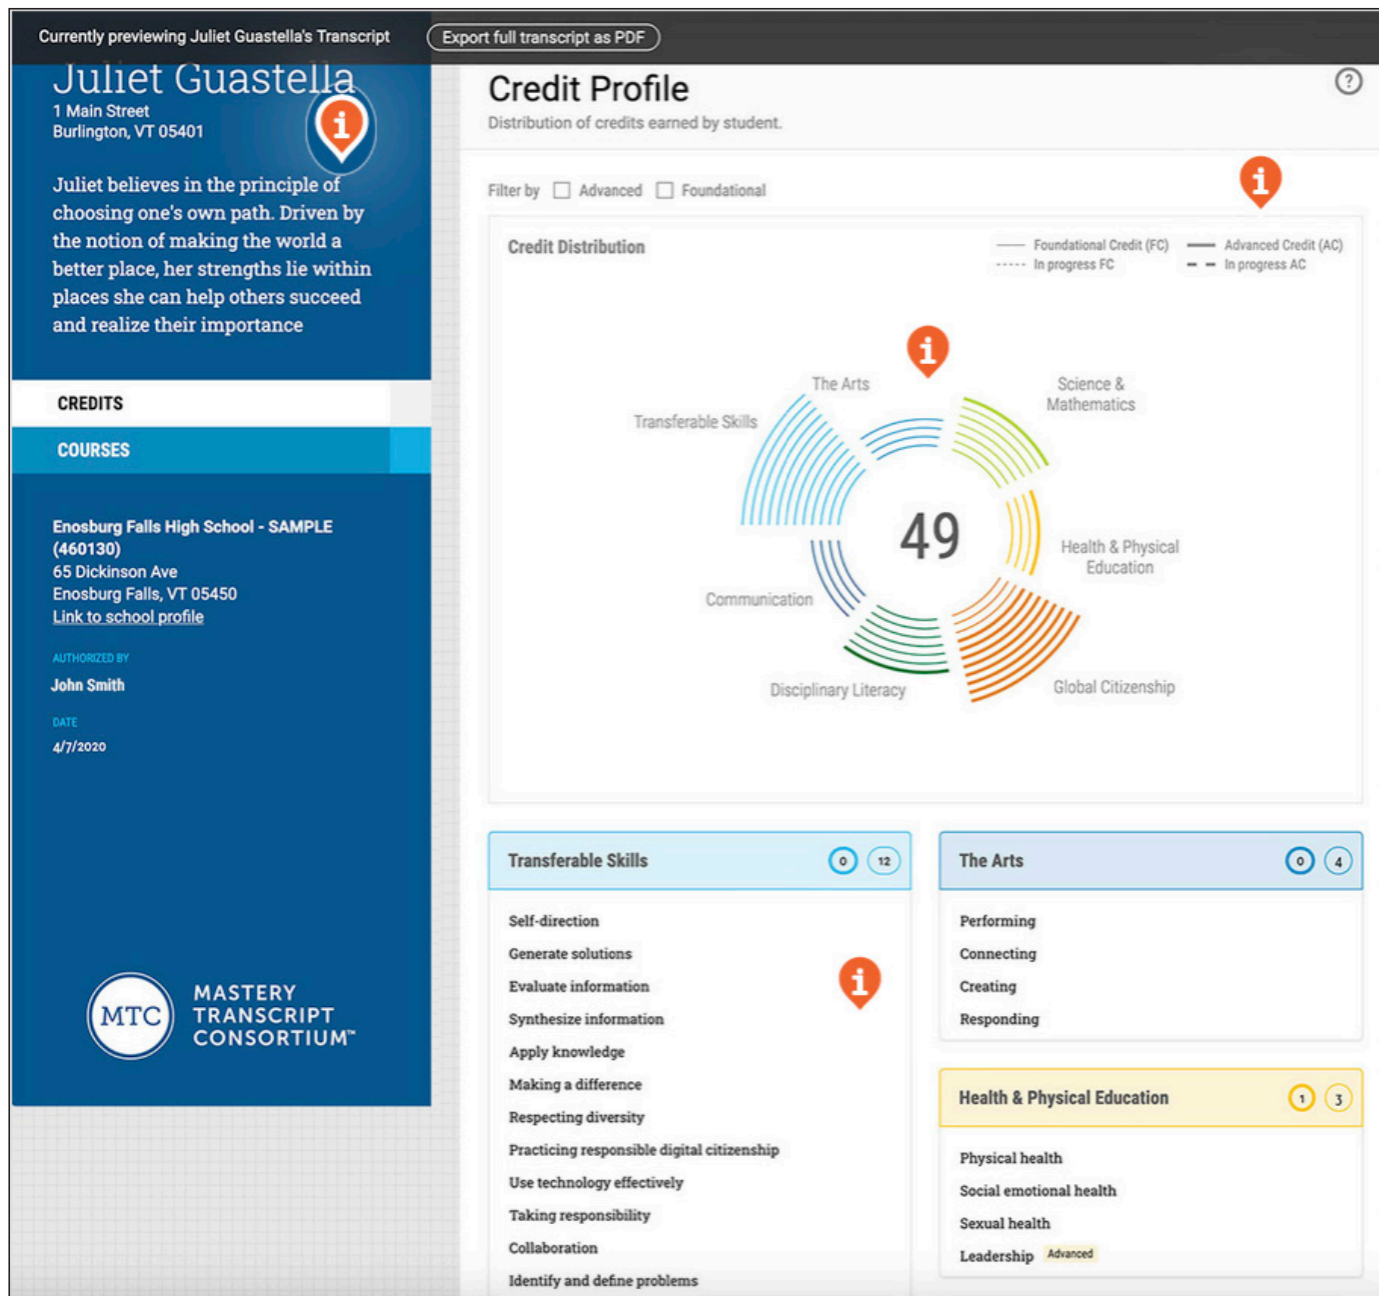 Currently previewing Juliet Guastella's Transcript
Export full transcript as PDF
Juliet Guastella
1 Main Street
Burlington, VT 05401
Juliet believes in the principle of
choosing one's own path. Driven by
the notion of making the world a
better place, her strengths lie within
places she can help others succeed
and realize their importance
CREDITS
COURSES
Enosburg Falls High School - SAMPLE
(460130)
65 Dickinson Ave
Enosburg Falls, VT 05450
Link to school profile
AUTHORIZED BY
John Smith
DATE
4/7/2020
MTC
MASTERY
TRANSCRIPT
CONSORTIUM™
Credit Profile
?
Distribution of credits earned by student.
Filter by Advanced Foundational
Credit Distribution
Foundational Credit (FC) Advanced Credit (AC)
In progress FC In progress AC
The Arts
Science &
Mathematics
Transferable Skills
49
Health & Physical
Education
Communication
Disciplinary Literacy
Global Citizenship
Transferable Skills 0 12
Self-direction
Generate solutions
Evaluate information
Synthesize information
Apply knowledge
Making a difference
Respecting diversity
Practicing responsible digital citizenship
Use technology effectively
Taking responsibility
Collaboration
Identify and define problems
The Arts 0 4
Performing
Connecting
Creating
Responding
Health & Physical Education 1 3
Physical health
Social emotional health
Sexual health
Leadership Advanced
i
i
i
i